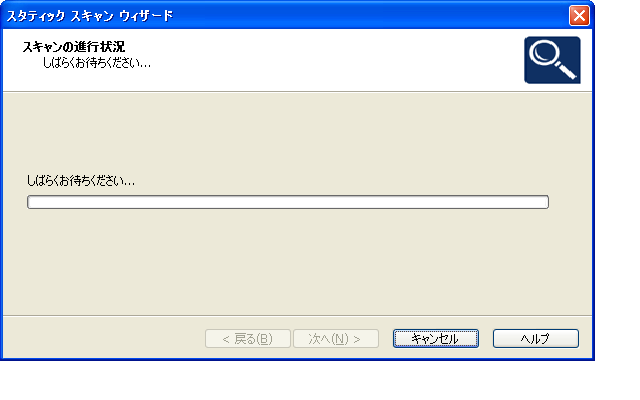 スタティック スキャン ウィザード
スキャンの進行状況
しばらくお待ちください...
しばらくお待ちください...
< 戻る(B) 次へ(N) > キャンセル ヘルプ